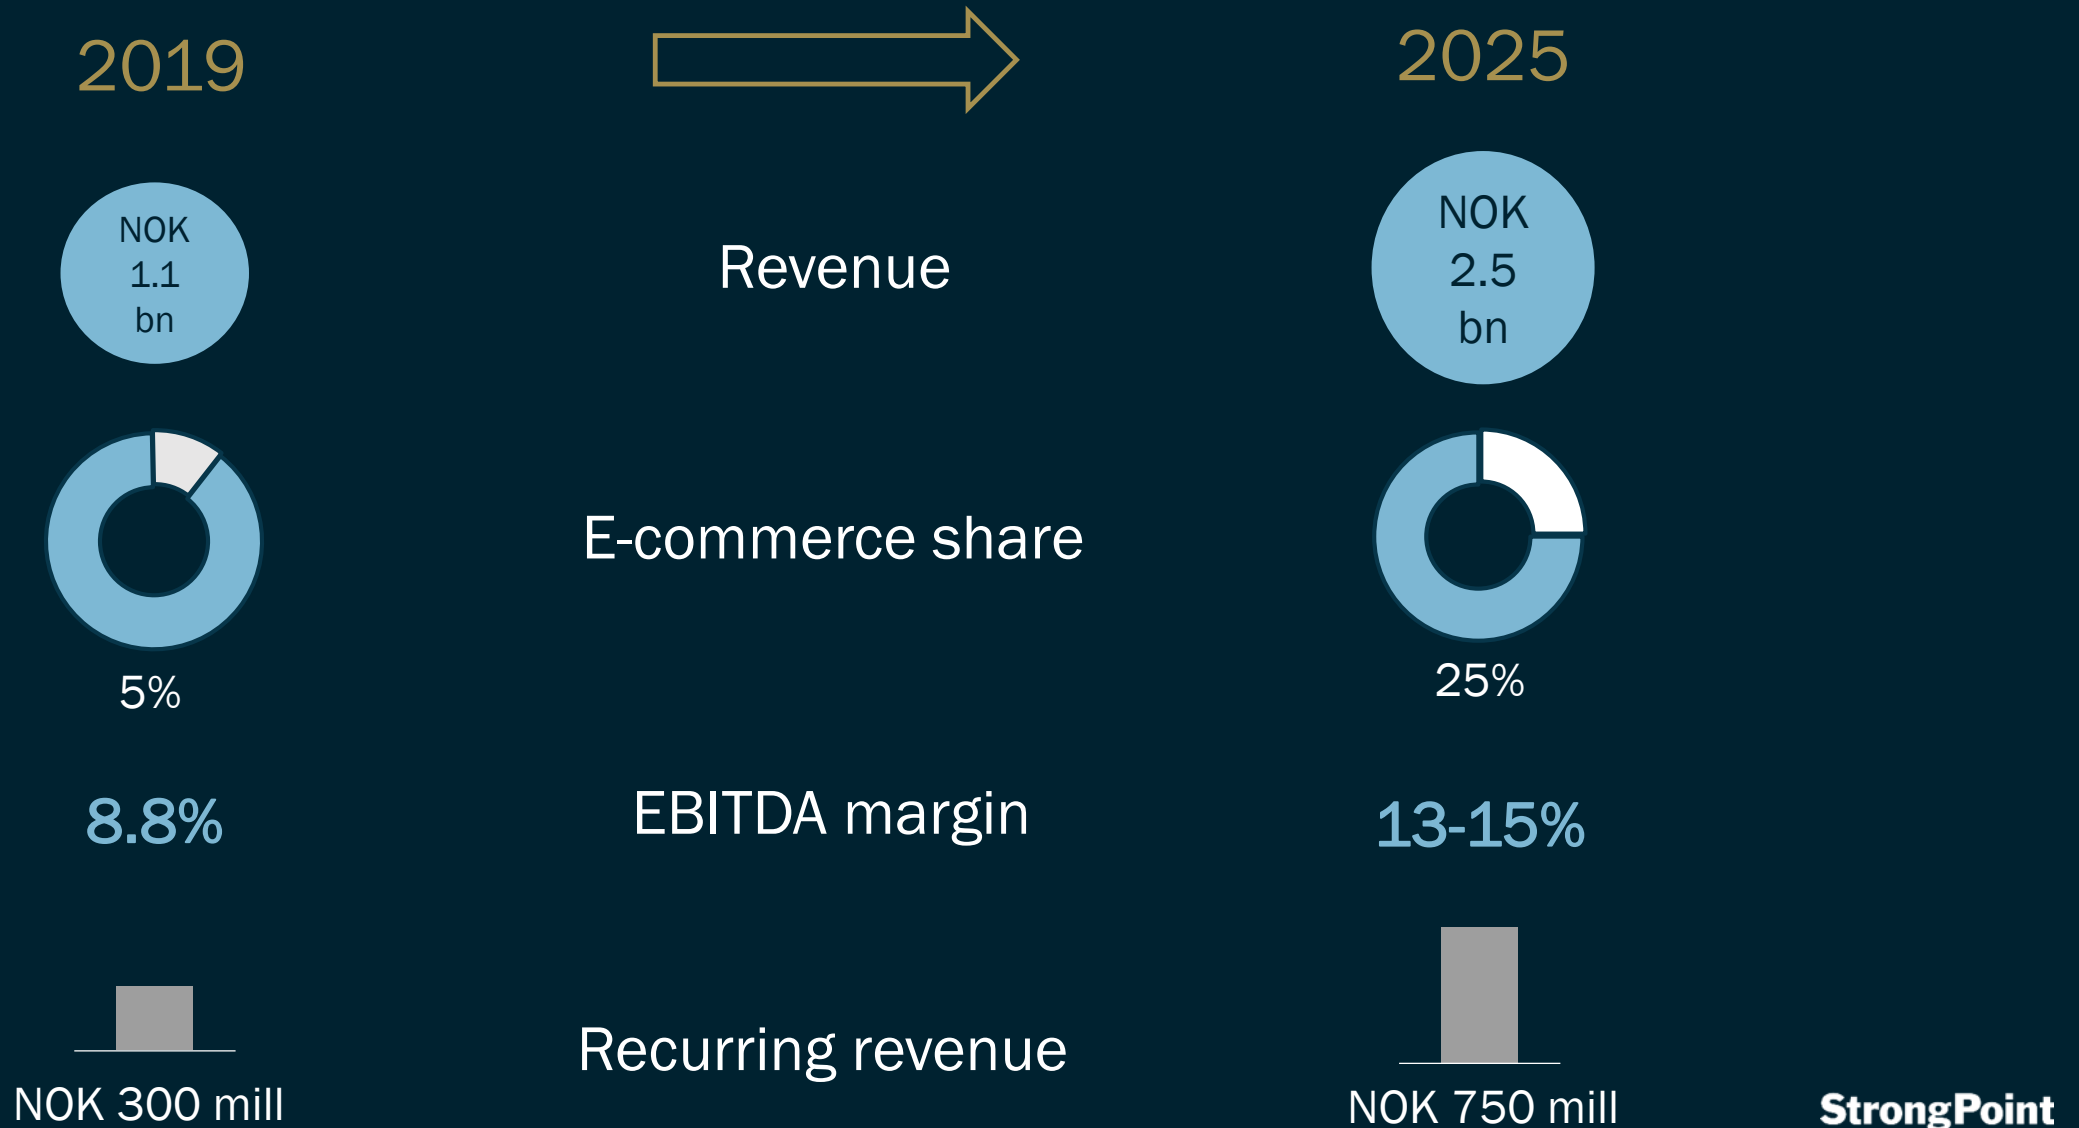 2019
2025
NOK
1.1
bn
Revenue
NOK
2.5
bn
E-commerce share
5%
25%
8.8%
EBITDA margin
13-15%
Recurring revenue
NOK 300 mill
NOK 750 mill
StrongPoint